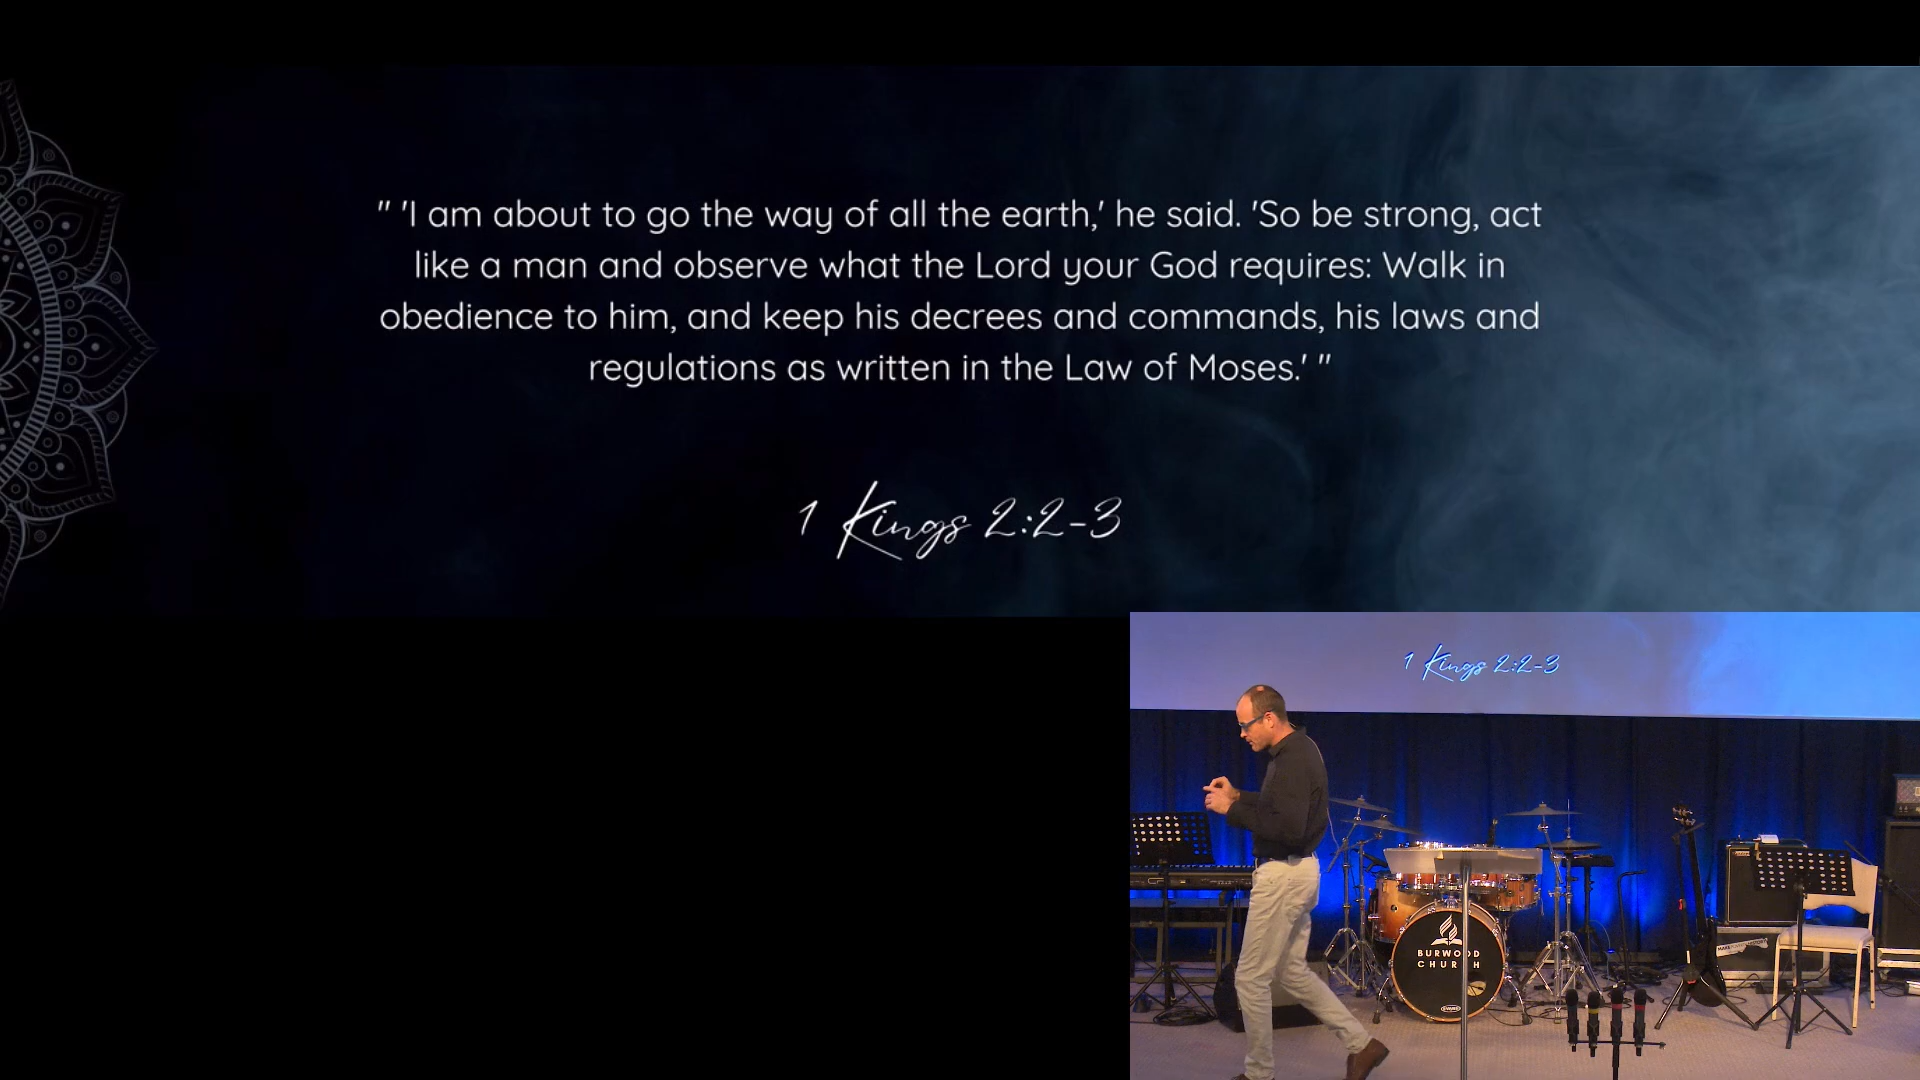 " 'I am about to go the way of all the earth,' he said. 'So be strong, act
like a man and observe what the Lord your God requires: Walk in
obedience to him, and keep his decrees and commands, his laws and
regulations as written in the Law of Moses.' "
1 Kings 2:2-3
1 Kings 2:2-3
BURWOOD
CHURCH